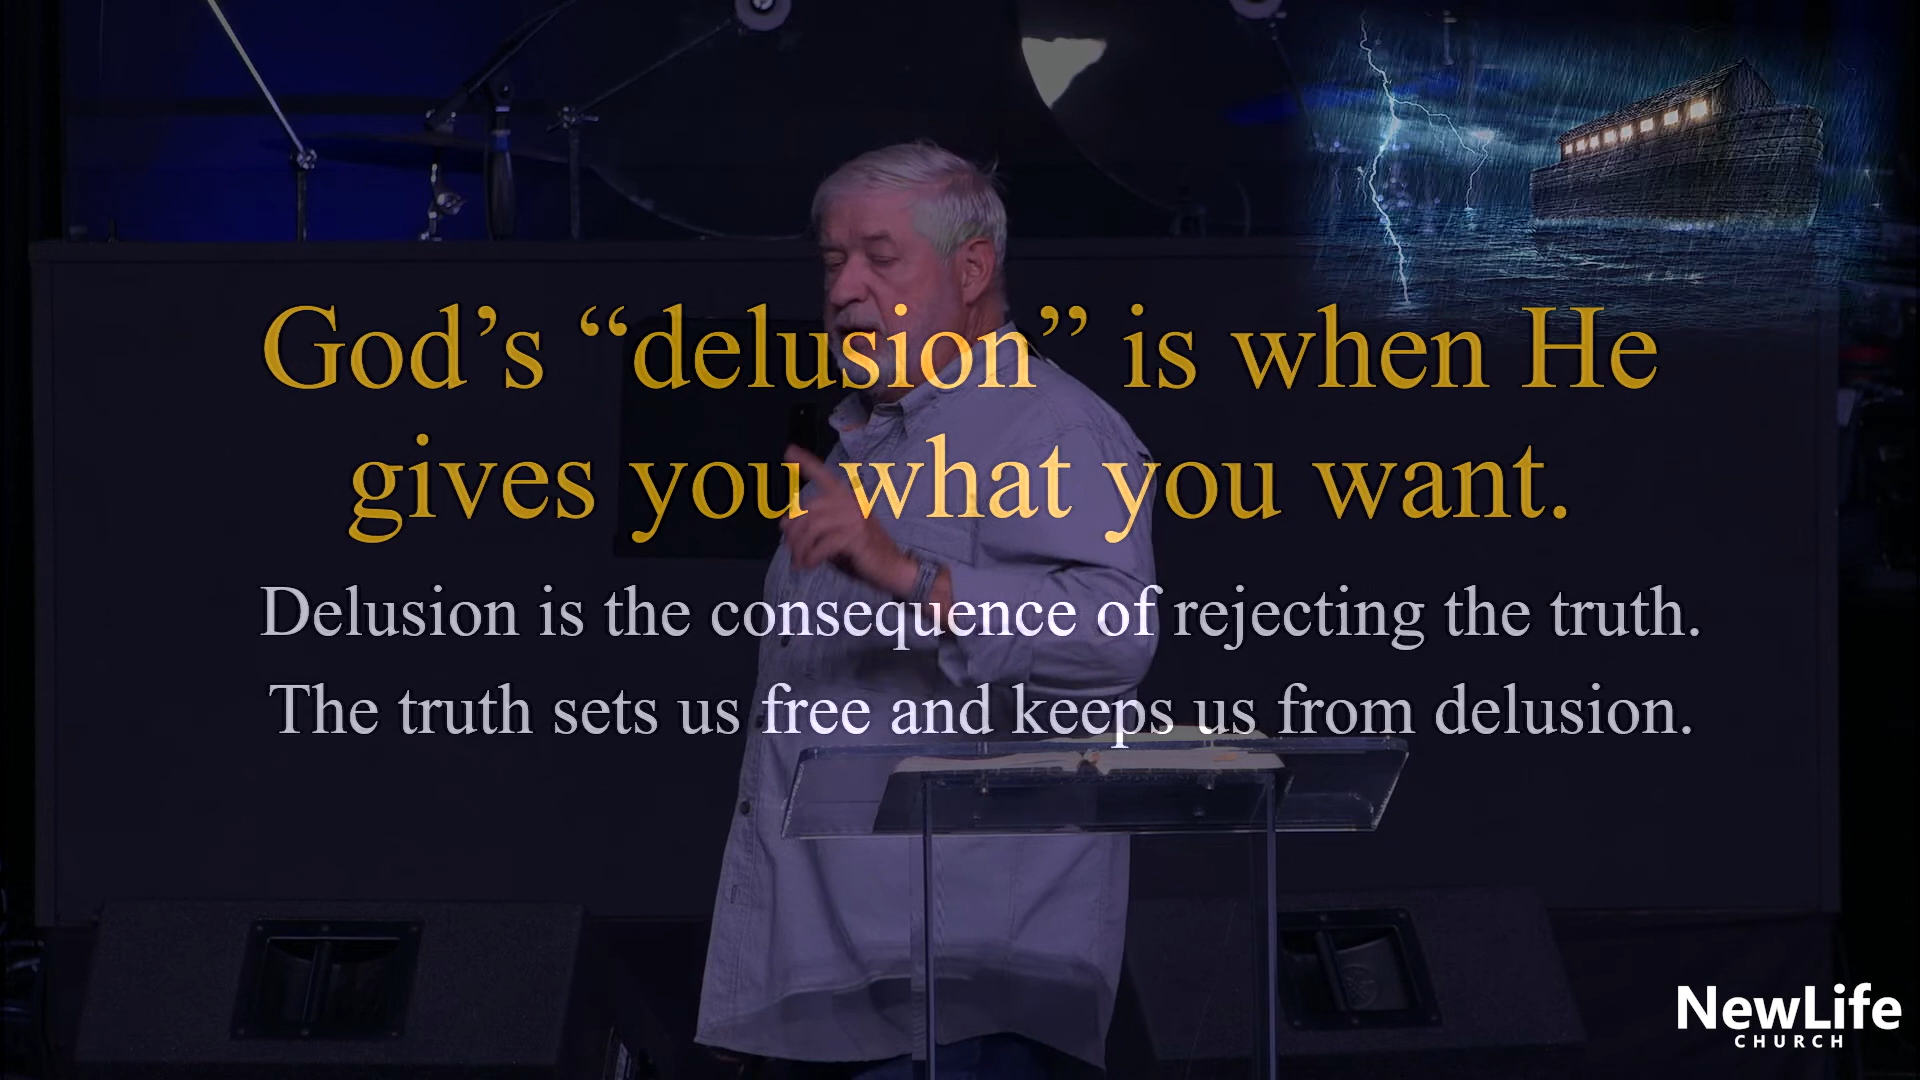 God’s “delusion” is when He
gives you what you want.
Delusion is the consequence of rejecting the truth.
The truth sets us free and keeps us from delusion.
NewLife
CHURCH